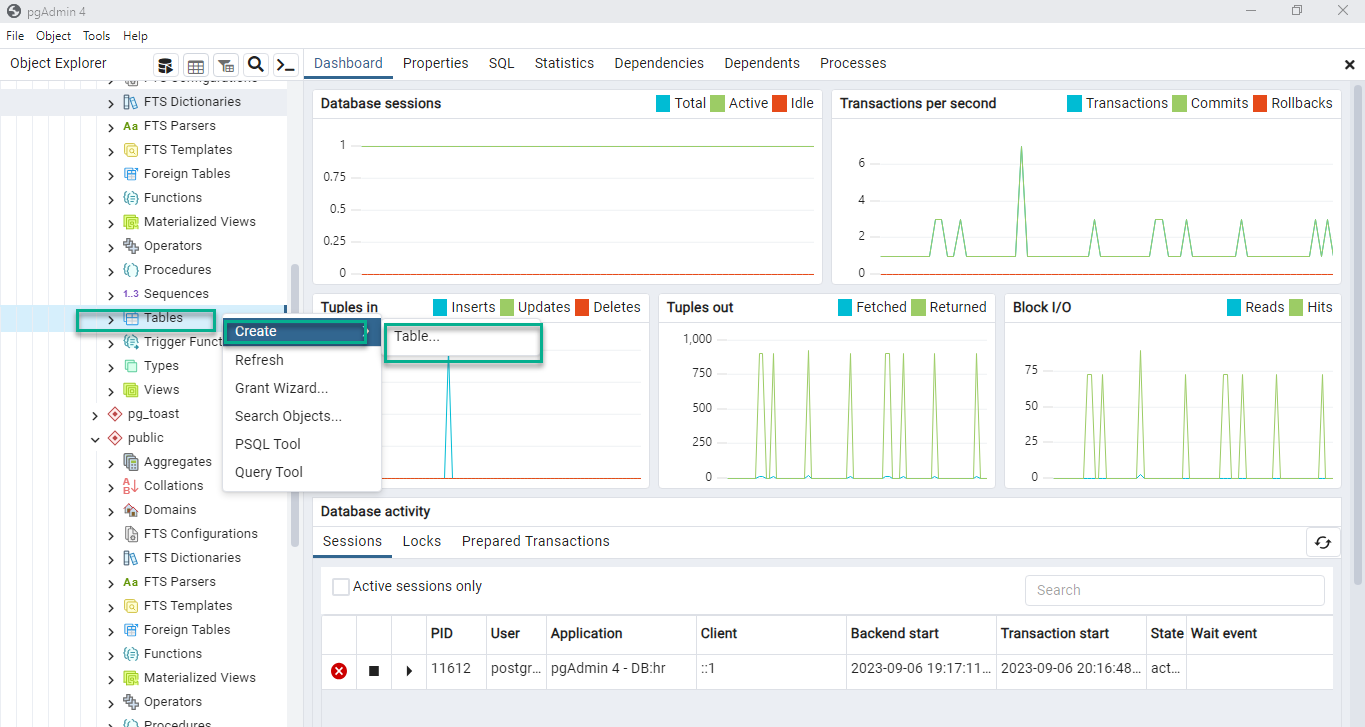 pgAdmin 4
File Object Tools Help
Object Explorer
Dashboard Properties SQL Statistics Dependencies Dependents Processes
FTS Configurations
FTS Dictionaries
Aa FTS Parsers
FTS Templates
Foreign Tables
Functions
Materialized Views
Operators
Procedures
1..3 Sequences
Tables
Trigger Funct
Types
Views
pg_toast
public
Aggregates
Collations
Domains
FTS Configurations
FTS Dictionaries
Aa FTS Parsers
FTS Templates
Foreign Tables
Functions
Materialized Views
Operators
Procedures
Create
Refresh
Grant Wizard...
Search Objects...
PSQL Tool
Query Tool
Table...
Database sessions
Total Active Idle
1
0.75
0.5
0.25
0
Transactions per second
Transactions Commits Rollbacks
6
4
2
0
Tuples in
Inserts Updates Deletes
Tuples out
Fetched Returned
1,000
750
500
250
0
Block I/O
Reads Hits
75
50
25
0
Database activity
Sessions Locks Prepared Transactions
Active sessions only
Search
PID User Application Client Backend start Transaction start State Wait event
11612 postgr... pgAdmin 4 - DB:hr ::1 2023-09-06 19:17:11... 2023-09-06 20:16:48... act...